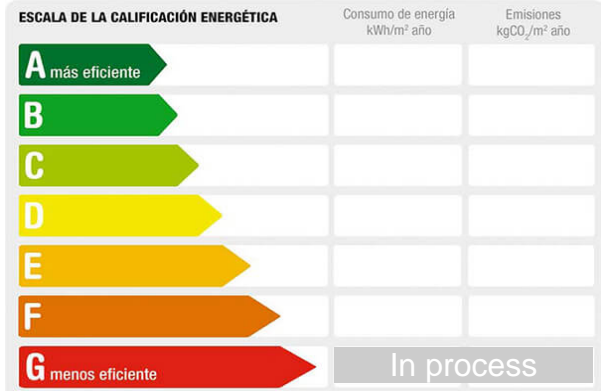 ESCALA DE LA CALIFICACIÓN ENERGÉTICA
Consumo de energía
kWh/m² año
Emisiones
kgCO₂/m² año
A más eficiente
B
C
D
E
F
G menos eficiente
In process